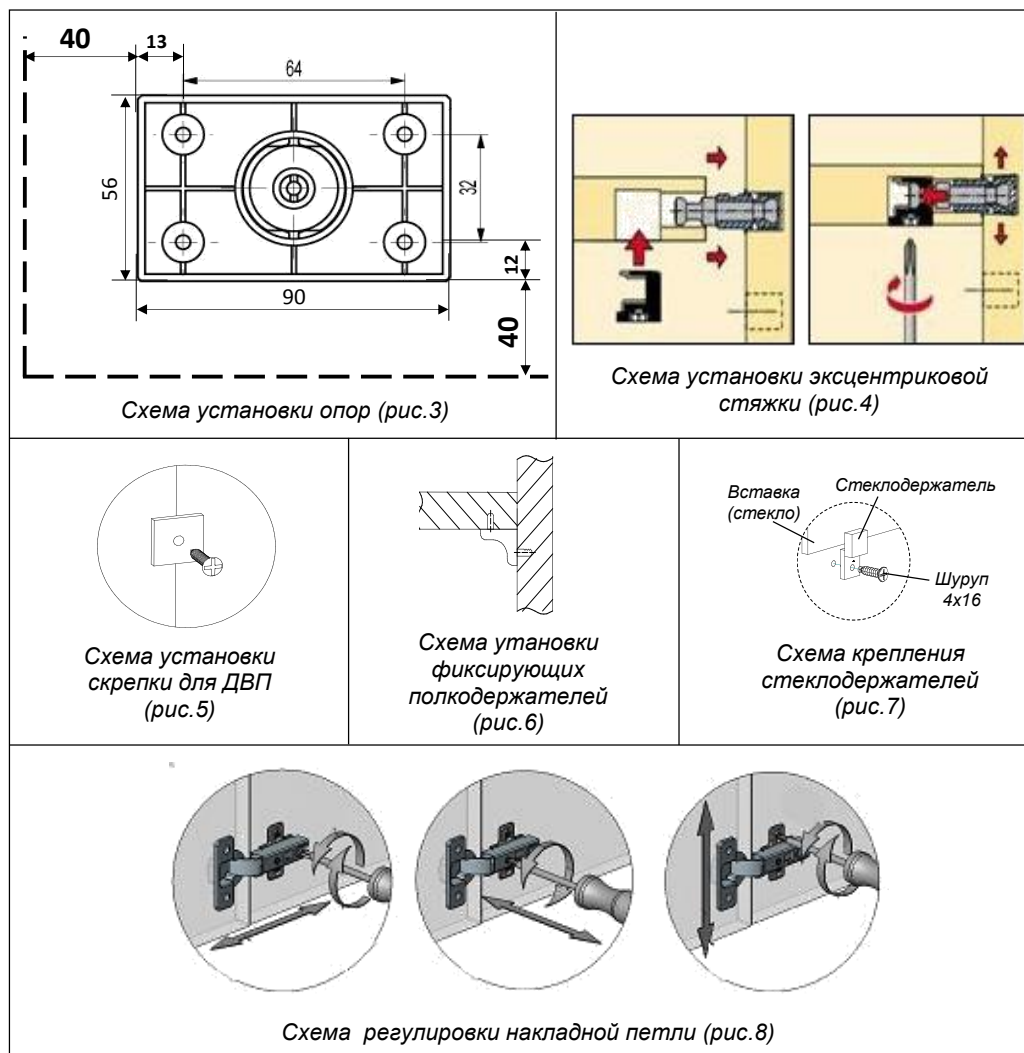 40
13
64
56
32
12
90
40
Схема установки опор (рис.3)
Схема установки эксцентриковой
стяжки (рис.4)
Схема установки
скрепки для ДВП
(рис.5)
Схема утановки
фиксирующих
полкодержателей
(рис.6)
Вставка
(стекло)
Стеклодержатель
Шуруп
4х16
Схема крепления
стеклодержателей
(рис.7)
Схема регулировки накладной петли (рис.8)